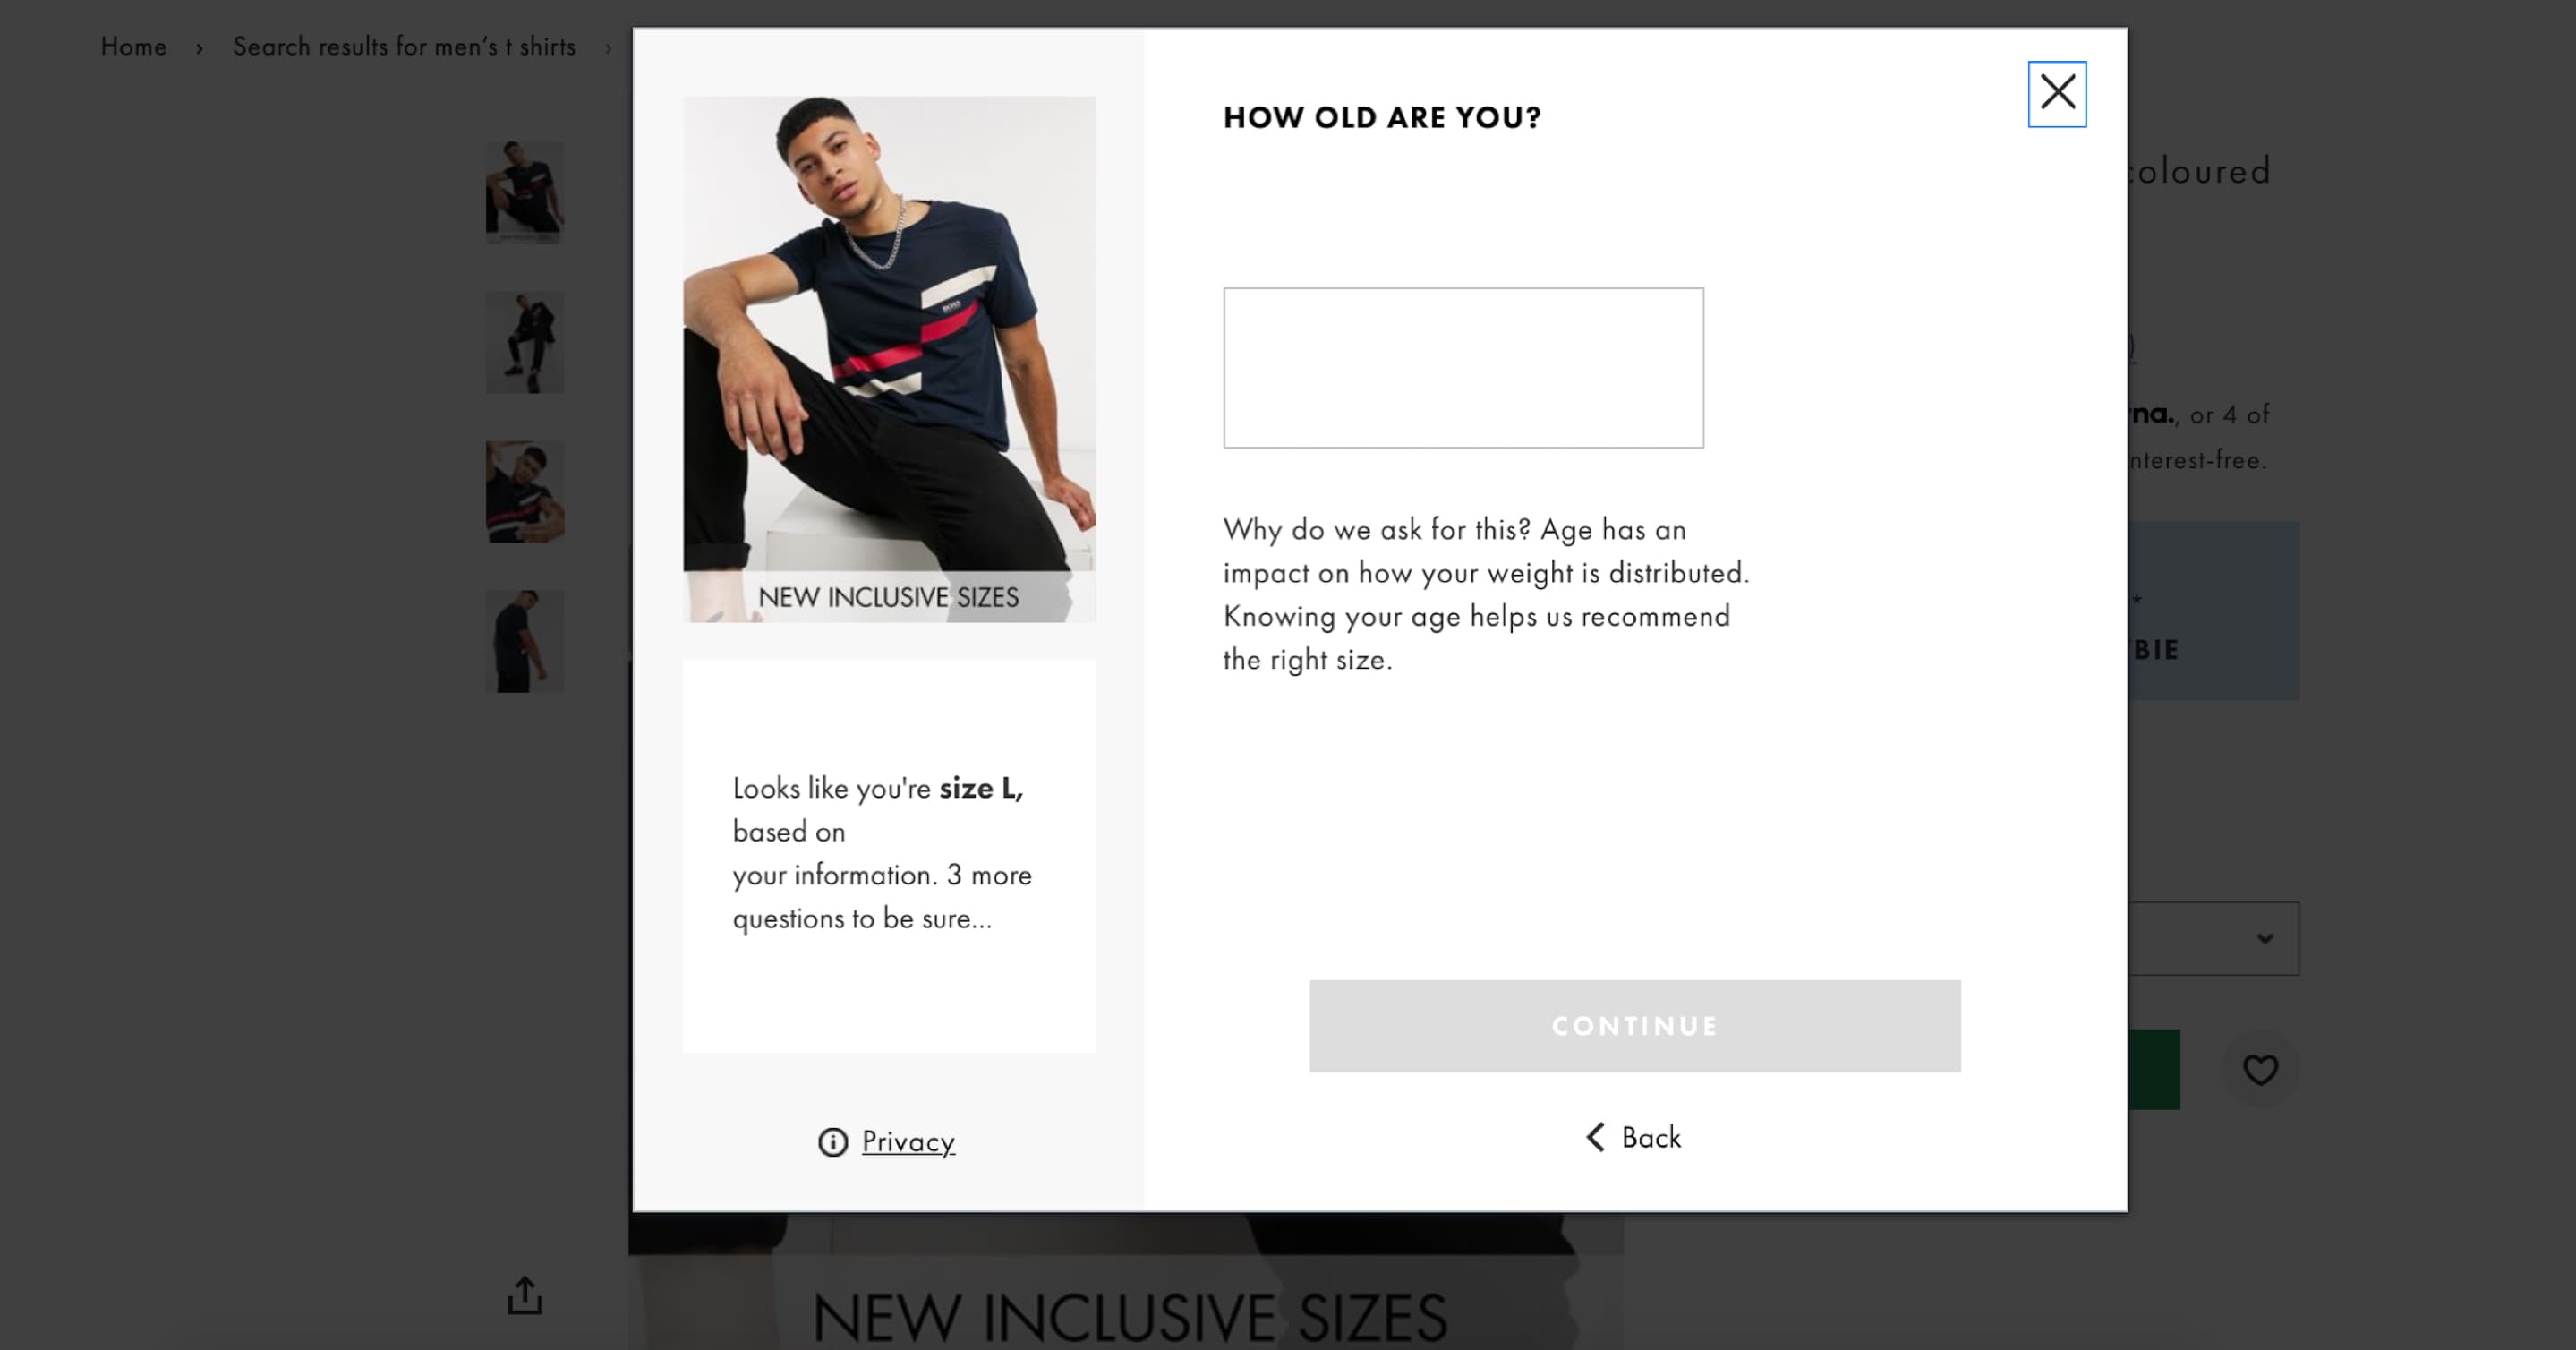 Home › Search results for men's t shirts ›
HOW OLD ARE YOU?
coloured
BOSS
Why do we ask for this? Age has an
impact on how your weight is distributed.
Knowing your age helps us recommend
the right size.
NEW INCLUSIVE SIZES
Looks like you're size L,
based on
your information. 3 more
questions to be sure...
Privacy
CONTINUE
Back
rna., or 4 of
nterest-free.
*
BIE
NEW INCLUSIVE SIZES